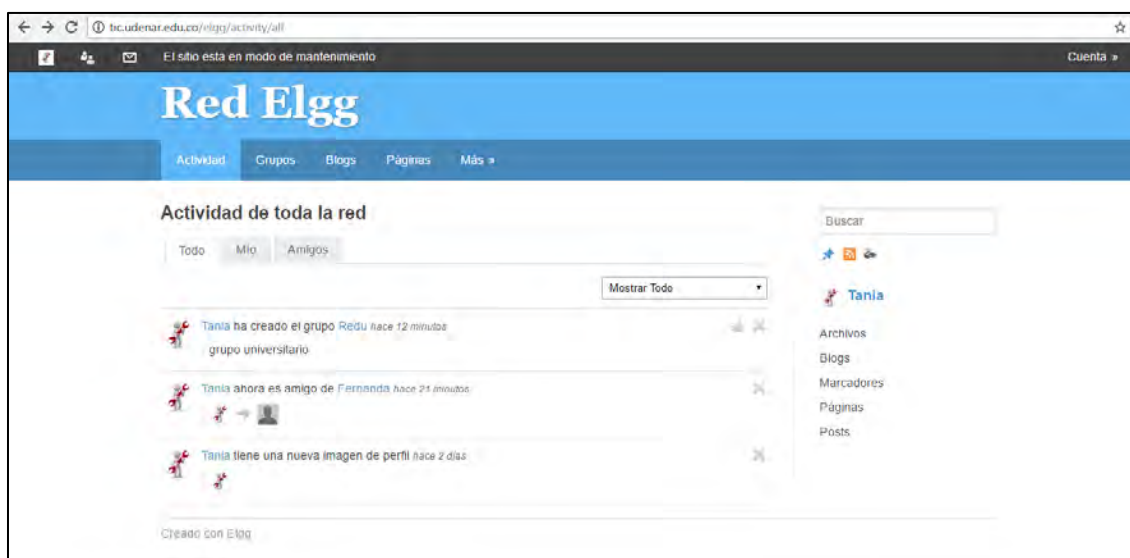 tic.udenar.edu.co/elgg/activity/all
El sitio esta en modo de mantenimiento
Cuenta »
Red Elgg
Actividad Grupos Blogs Páginas Más »
Actividad de toda la red
Buscar
Todo Mio Amigos
Mostrar Todo
Tania
Tania ha creado el grupo Redu hace 12 minutos
grupo universitario
Tania ahora es amigo de Fernanda hace 21 minutos
Tania tiene una nueva imagen de perfil hace 2 días
Archivos
Blogs
Marcadores
Páginas
Posts
Creado con Elgg